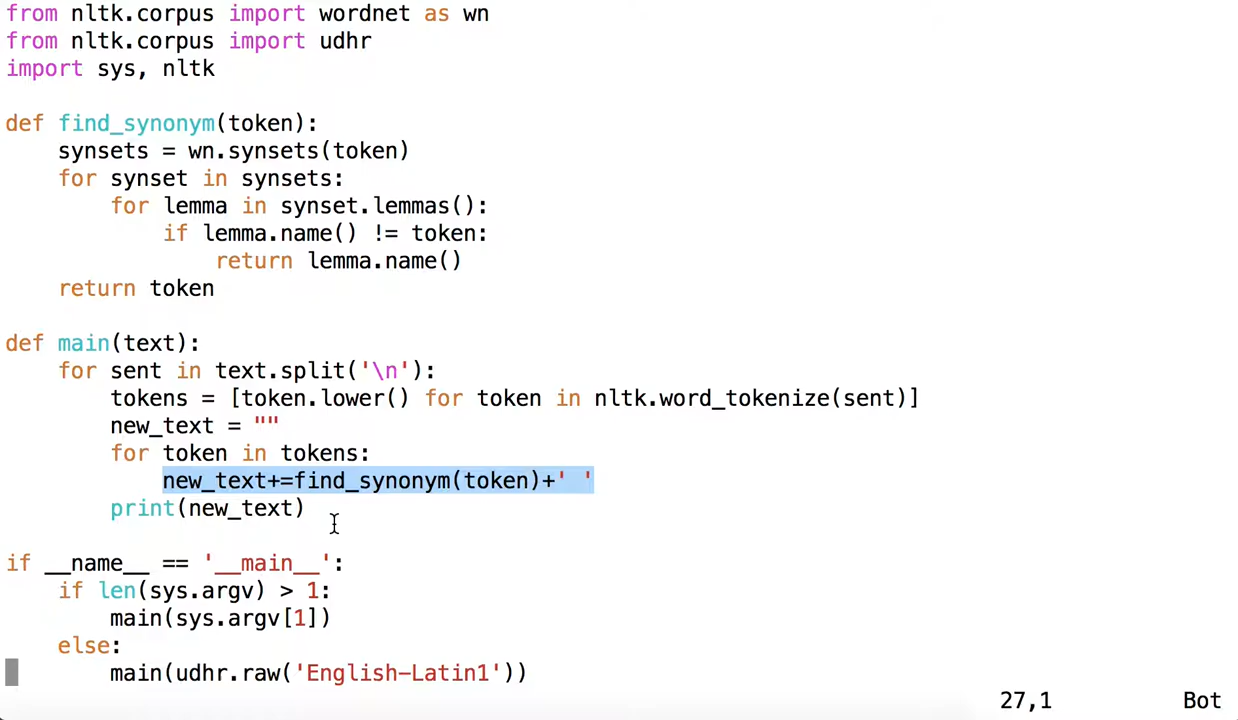 from nltk.corpus import wordnet as wn
from nltk.corpus import udhr
import sys, nltk

def find_synonym(token):
    synsets = wn.synsets(token)
    for synset in synsets:
        for lemma in synset.lemmas():
            if lemma.name() != token:
                return lemma.name()
    return token

def main(text):
    for sent in text.split('\n'):
        tokens = [token.lower() for token in nltk.word_tokenize(sent)]
        new_text = ""
        for token in tokens:
            new_text+=find_synonym(token)+' '
        print(new_text)

if __name__ == '__main__':
    if len(sys.argv) > 1:
        main(sys.argv[1])
    else:
        main(udhr.raw('English-Latin1'))
27,1 Bot